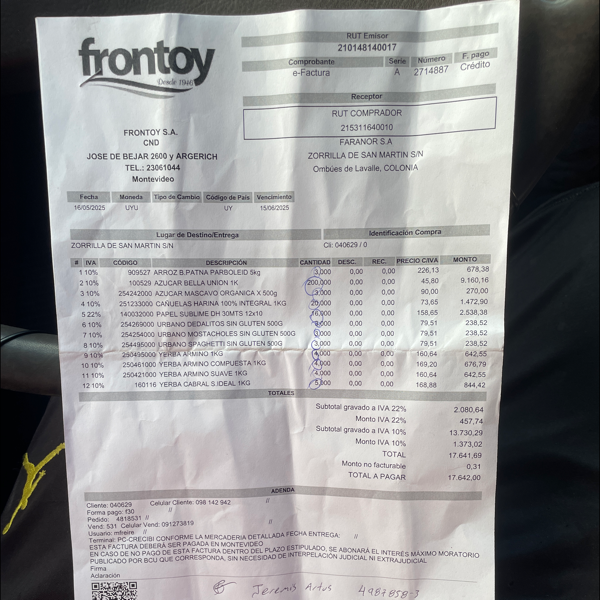 frontoy
Desde 1940
RUT Emisor
210148140017
Comprobante Serie Número F. pago
e-Factura A 2714887 Crédito
Receptor
RUT COMPRADOR
215311640010
FARANOR S.A
ZORRILLA DE SAN MARTIN S/N
Ombúes de Lavalle, COLONIA
FRONTOY S.A.
CND
JOSE DE BEJAR 2600 y ARGERICH
TEL.: 23061044
Montevideo
Fecha Moneda Tipo de Cambio Código de País Vencimiento
16/05/2025 UYU UY 15/06/2025
Lugar de Destino/Entrega Identificación Compra
ZORRILLA DE SAN MARTIN S/N Cli: 040629 / 0
# IVA CÓDIGO DESCRIPCIÓN CANTIDAD DESC. REC. PRECIO C/IVA MONTO
1 10% 909527 ARROZ B.PATNA PARBOLEID 5kg 3,000 0,00 0,00 226,13 678,38
2 10% 100529 AZUCAR BELLA UNION 1K 200,000 0,00 0,00 45,80 9.160,16
3 10% 254242000 AZUCAR MASCAVO ORGANICA X 500g 3,000 0,00 0,00 90,00 270,00
4 10% 251233000 CAÑUELAS HARINA 100% INTEGRAL 1KG 20,000 0,00 0,00 73,65 1.472,90
5 22% 140032000 PAPEL SUBLIME DH 30MTS 12x10 16,000 0,00 0,00 158,65 2.538,38
6 10% 254269000 URBANO DEDALITOS SIN GLUTEN 500G 3,000 0,00 0,00 79,51 238,52
7 10% 254254000 URBANO MOSTACHOLES SIN GLUTEN 500G 3,000 0,00 0,00 79,51 238,52
8 10% 254495000 URBANO SPAGHETTI SIN GLUTEN 500G 3,000 0,00 0,00 79,51 238,52
9 10% 250495000 YERBA ARMIÑO 1KG 4,000 0,00 0,00 160,64 642,55
10 10% 250461000 YERBA ARMIÑO COMPUESTA 1KG 4,000 0,00 0,00 169,20 676,79
11 10% 250421000 YERBA ARMIÑO SUAVE 1KG 4,000 0,00 0,00 160,64 642,55
12 10% 160116 YERBA CABRAL S.IDEAL 1KG 5,000 0,00 0,00 168,88 844,42
TOTALES
Subtotal gravado a IVA 22% 2.080,64
Monto IVA 22% 457,74
Subtotal gravado a IVA 10% 13.730,29
Monto IVA 10% 1.373,02
TOTAL 17.641,69
Monto no facturable 0,31
TOTAL A PAGAR 17.642,00
ADENDA
Cliente: 040629 Celular Cliente: 098 142 942 //
Forma pago: f30 //
Pedido: 4818531 //
Vend: 531 Celular Vend: 091273819 //
Usuario: mfreire //
Terminal: PC-CRECIBI CONFORME LA MERCADERIA DETALLADA FECHA ENTREGA: //
ESTA FACTURA DEBERÁ SER PAGADA EN MONTEVIDEO
EN CASO DE NO PAGO DE ESTA FACTURA DENTRO DEL PLAZO ESTIPULADO, SE ABONARÁ EL INTERÉS MÁXIMO MORATORIO
PUBLICADO POR BCU QUE CORRESPONDA, SIN NECESIDAD DE INTERPELACIÓN JUDICIAL NI EXTRAJUDICIAL
Firma
Aclaración
Jeremis Artus 4987858-3